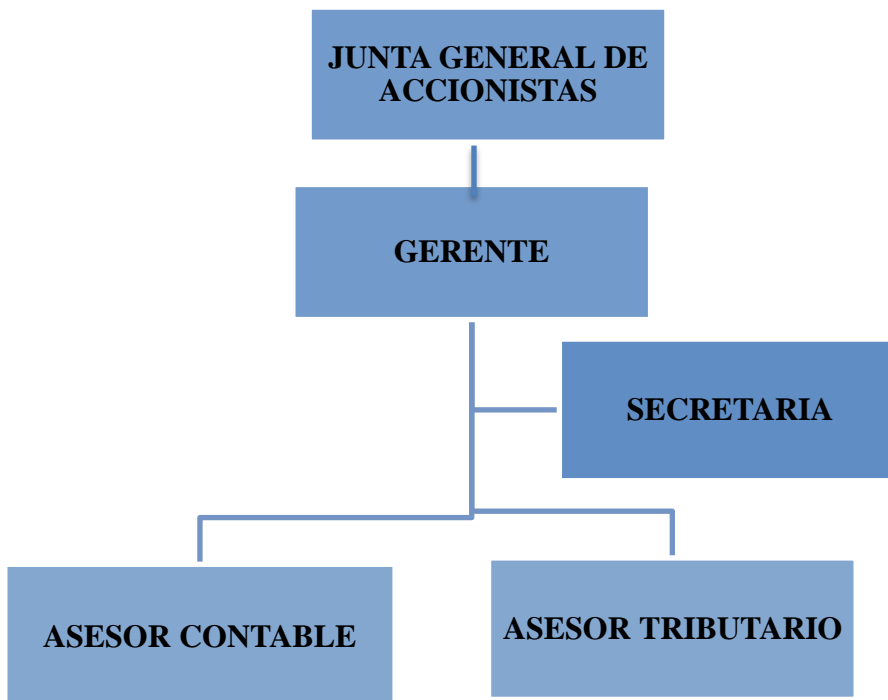 JUNTA GENERAL DE
ACCIONISTAS
GERENTE
SECRETARIA
ASESOR CONTABLE
ASESOR TRIBUTARIO